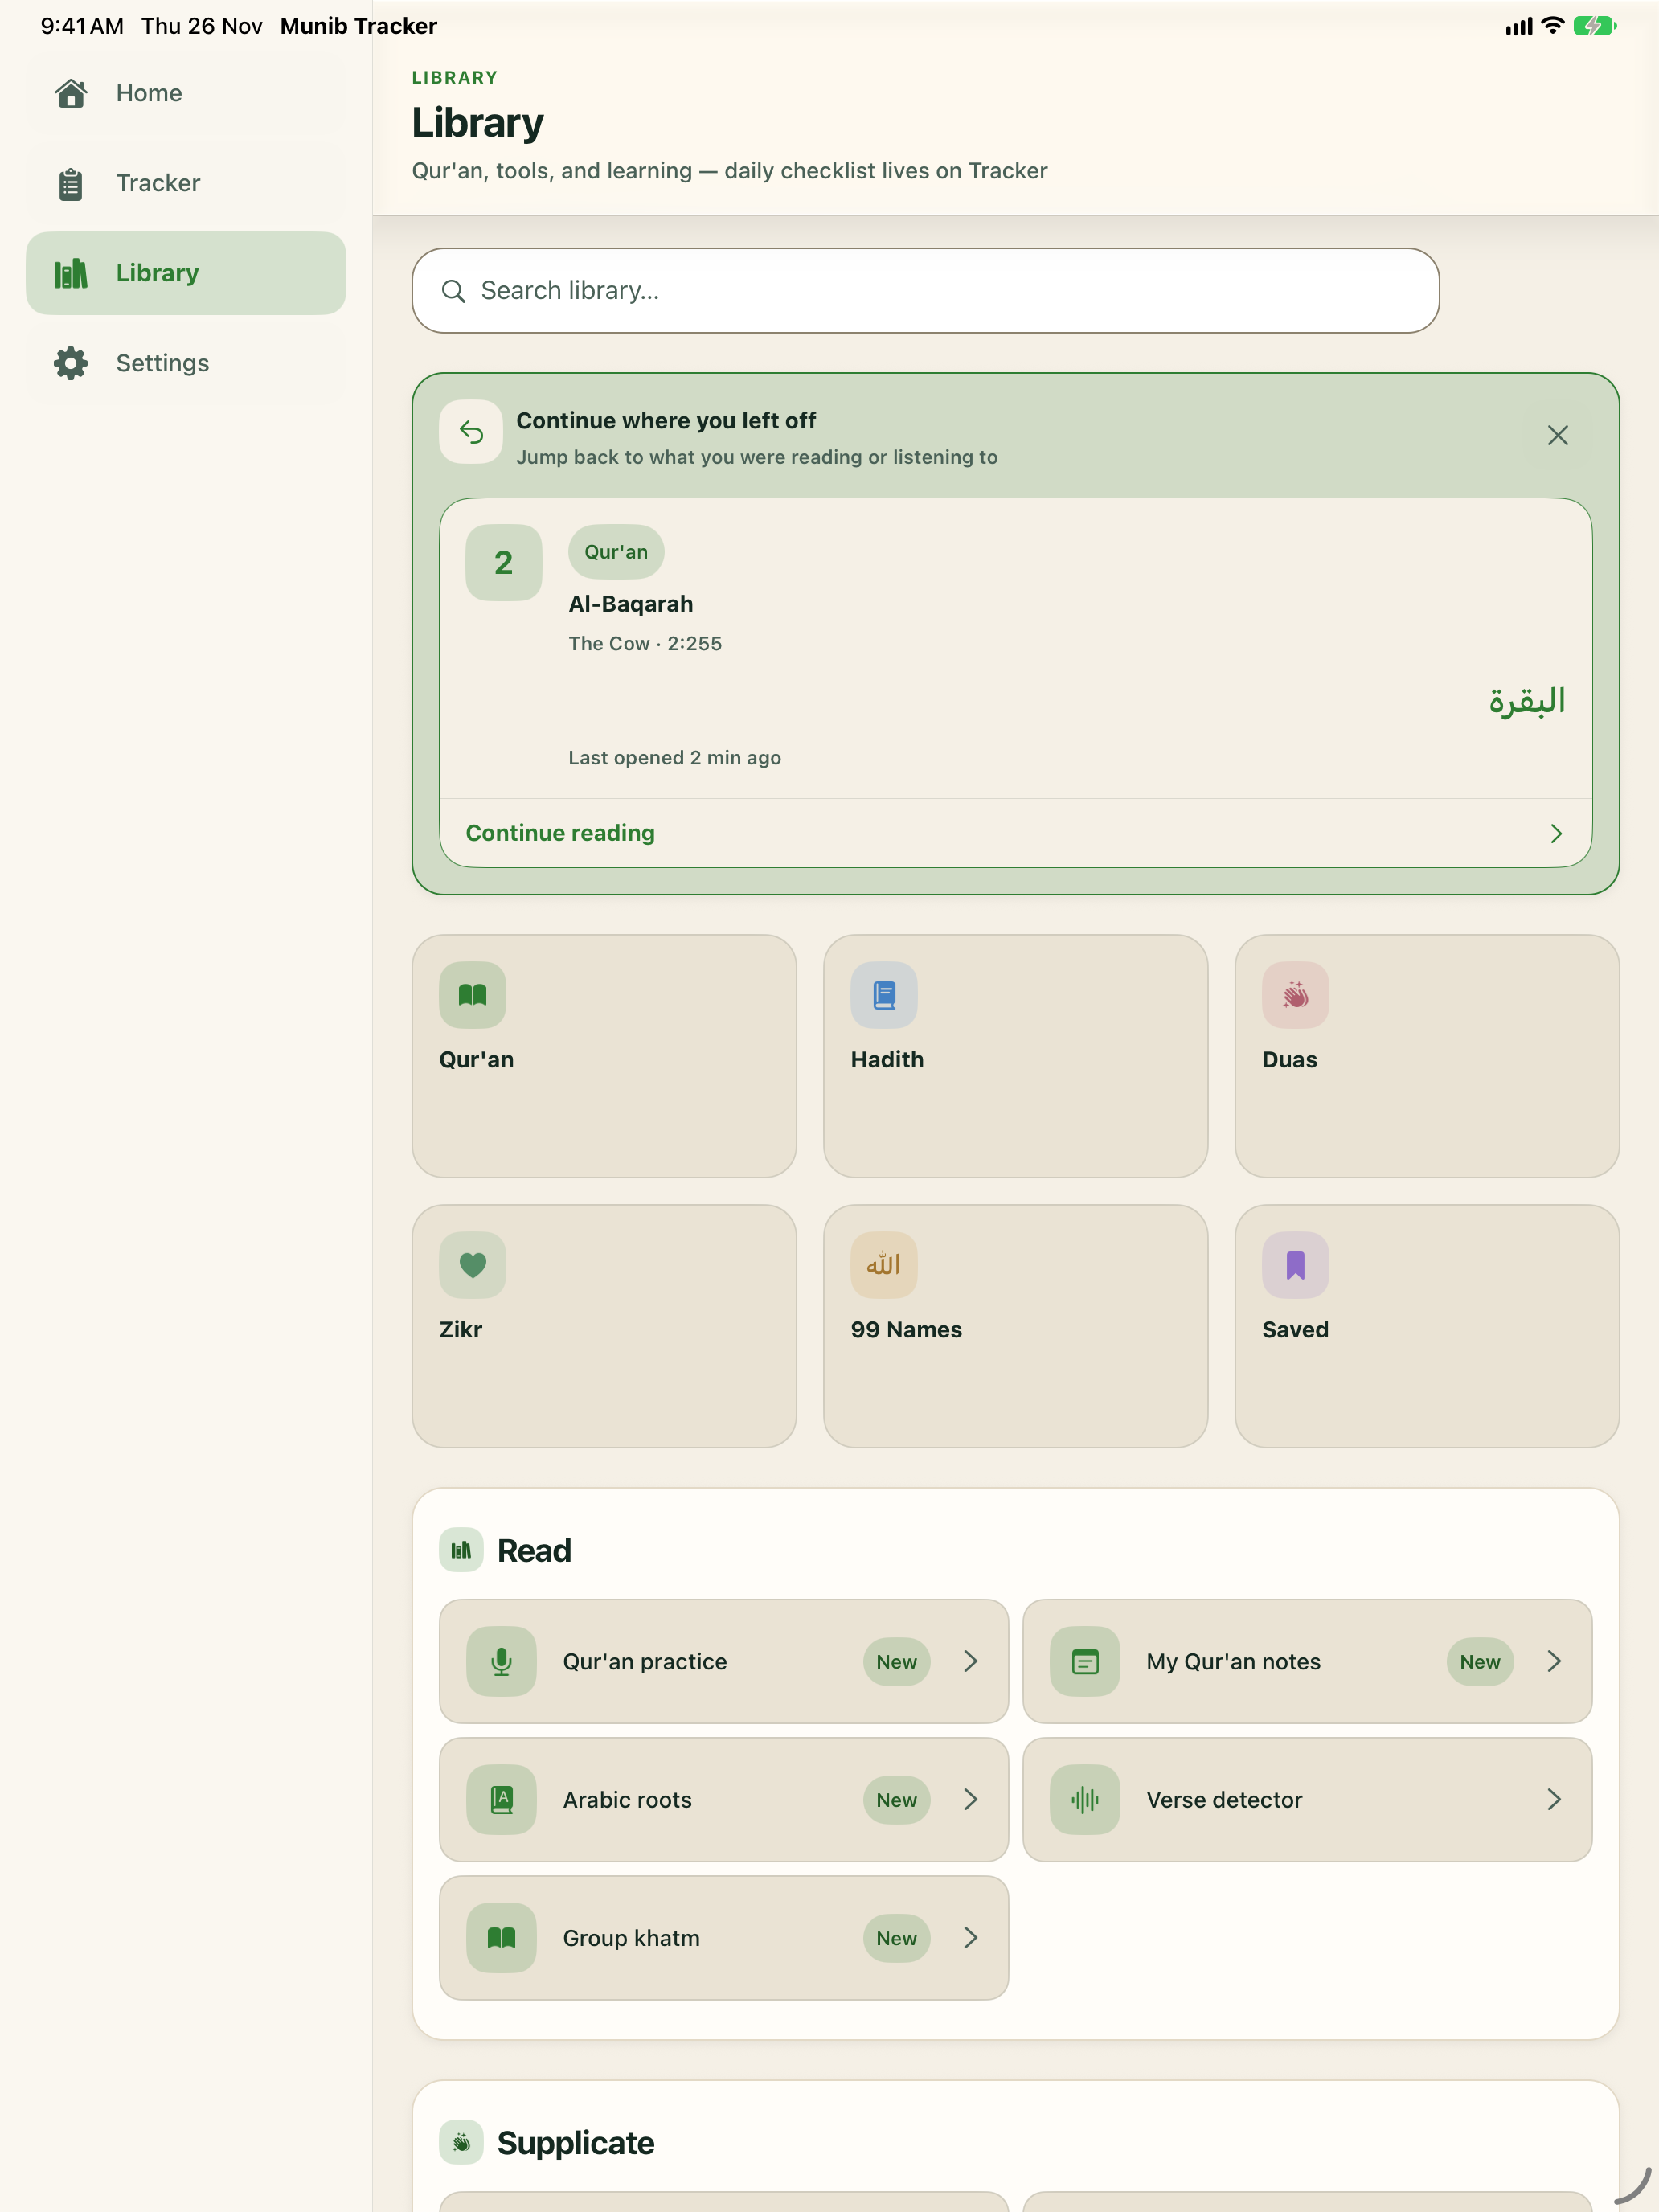 9:41 AM Thu 26 Nov Munib Tracker
Home
Tracker
Library
Settings
LIBRARY
Library
Qur'an, tools, and learning — daily checklist lives on Tracker
Search library...
Continue where you left off
Jump back to what you were reading or listening to
2
Qur'an
Al-Baqarah
The Cow · 2:255
البقرة
Last opened 2 min ago
Continue reading
Qur'an
Hadith
Duas
Zikr
الله
99 Names
Saved
Read
Qur'an practice
New
My Qur'an notes
New
A
Arabic roots
New
Verse detector
Group khatm
New
Supplicate